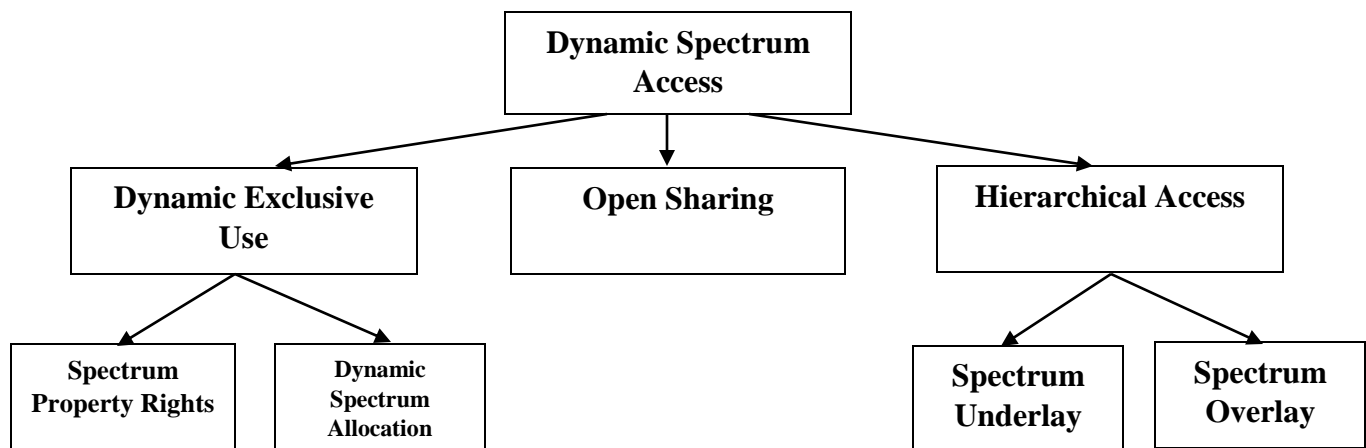 Dynamic Spectrum
Access
Dynamic Exclusive
Use
Open Sharing
Hierarchical Access
Spectrum
Property Rights
Dynamic
Spectrum
Allocation
Spectrum
Underlay
Spectrum
Overlay